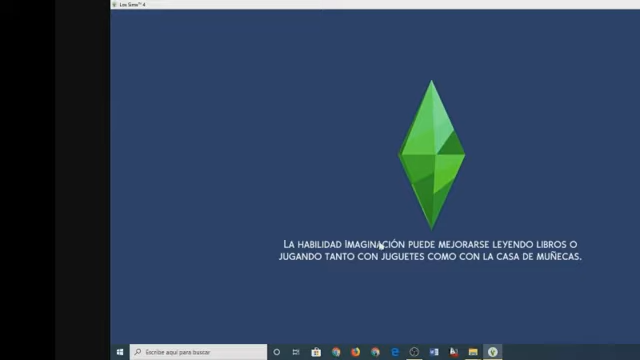 Los Sims™ 4
LA HABILIDAD IMAGINACIÓN PUEDE MEJORARSE LEYENDO LIBROS O
JUGANDO TANTO CON JUGUETES COMO CON LA CASA DE MUÑECAS.
Escribe aquí para buscar